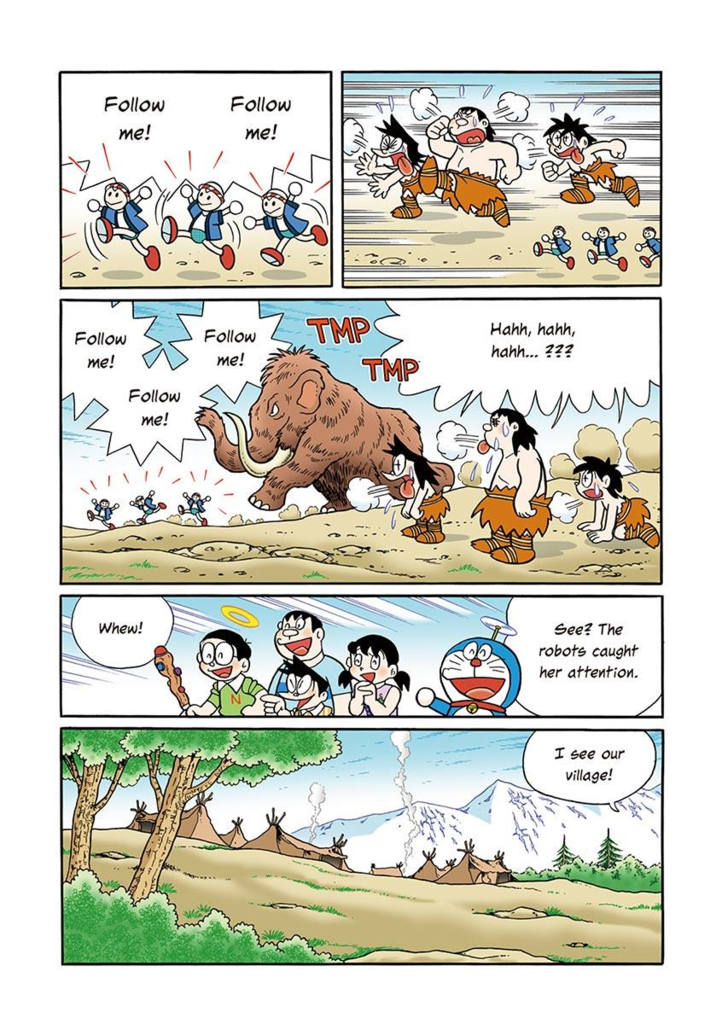 Follow
me!
Follow
me!
Follow
me!
Follow
me!
Follow
me!
TMP
TMP
Hahh, hahh,
hahh... ???
Whew!
N
See? The
robots caught
her attention.
I see our
village!